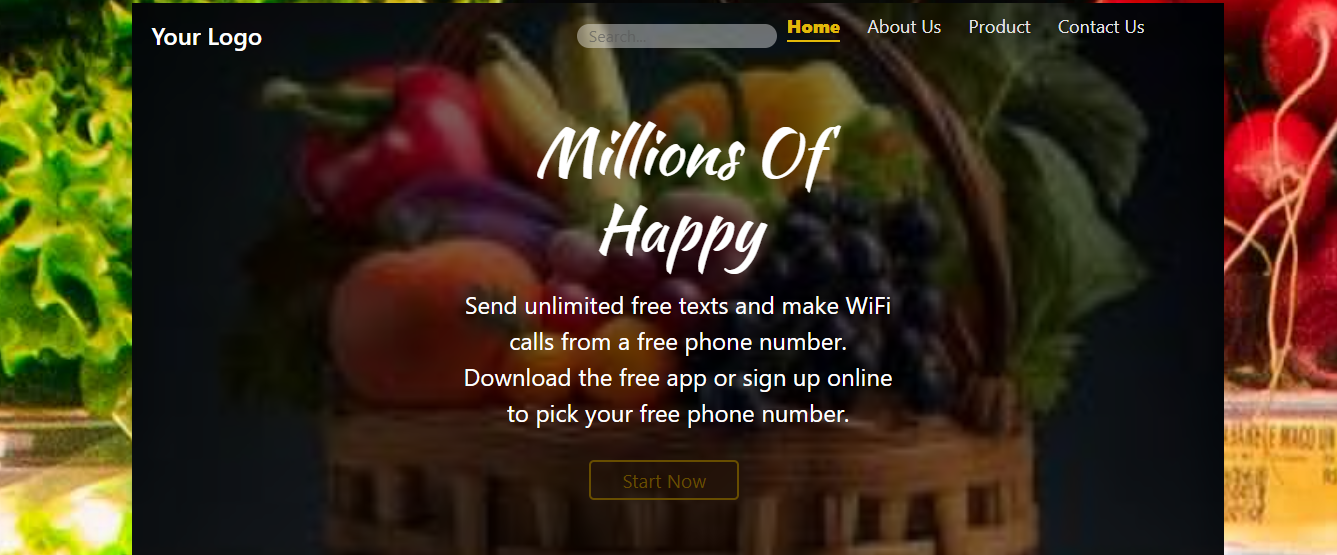 Your Logo
Search...
Home
About Us
Product
Contact Us
Millions Of
Happy
Send unlimited free texts and make WiFi
calls from a free phone number.
Download the free app or sign up online
to pick your free phone number.
Start Now